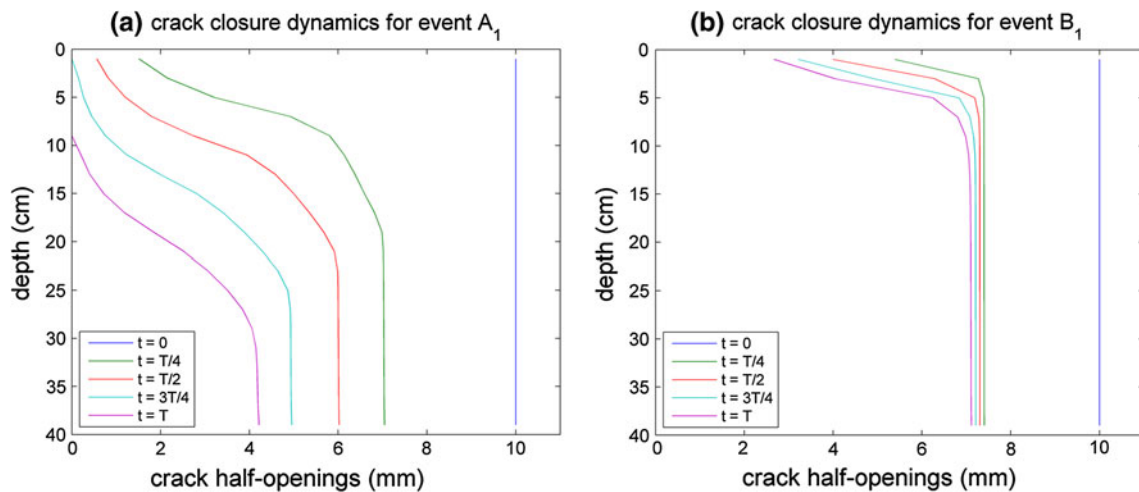 (a) crack closure dynamics for event A1
0
5
10
15
20
25
30
35
40
depth (cm)
0 2 4 6 8 10
crack half-openings (mm)
t = 0
t = T/4
t = T/2
t = 3T/4
t = T
(b) crack closure dynamics for event B1
0
5
10
15
20
25
30
35
40
depth (cm)
0 2 4 6 8 10
crack half-openings (mm)
t = 0
t = T/4
t = T/2
t = 3T/4
t = T